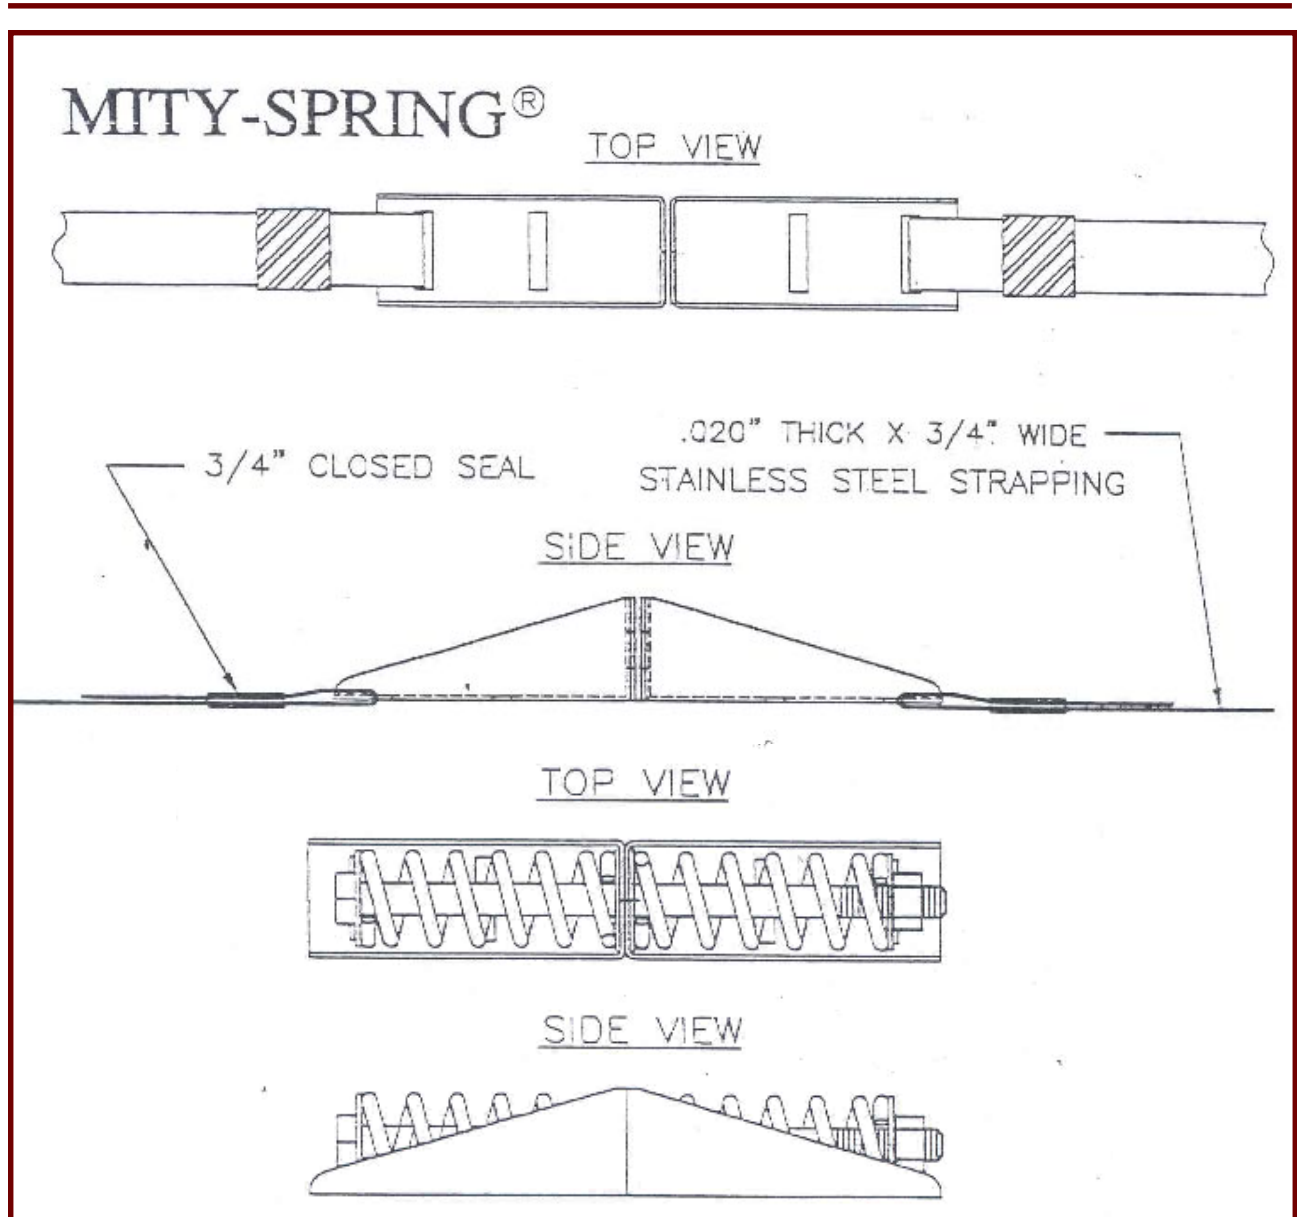 MITY-SPRING®
TOP VIEW
.020" THICK X 3/4" WIDE
STAINLESS STEEL STRAPPING
3/4" CLOSED SEAL
SIDE VIEW
TOP VIEW
SIDE VIEW